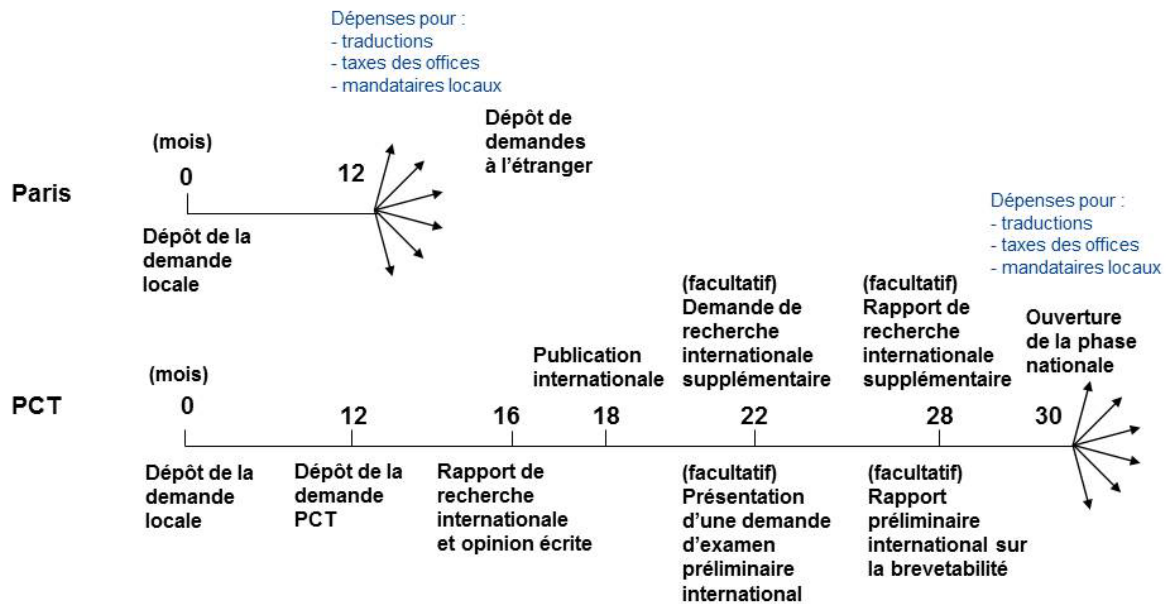 Dépenses pour :
- traductions
- taxes des offices
- mandataires locaux
Dépôt de
demandes
à l'étranger
(mois)
0
12
Paris
Dépôt de la
demande
locale
Dépenses pour :
- traductions
- taxes des offices
- mandataires locaux
(facultatif)
Demande de
recherche
internationale
supplémentaire
(facultatif)
Rapport de
recherche
internationale
supplémentaire
Ouverture
de la phase
nationale
Publication
internationale
(mois)
PCT
0
12
16
18
22
28
30
Dépôt de la
demande
locale
Dépôt de la
demande
PCT
Rapport de
recherche
internationale
et opinion écrite
(facultatif)
Présentation
d'une demande
d'examen
préliminaire
international
(facultatif)
Rapport
préliminaire
international sur
la brevetabilité